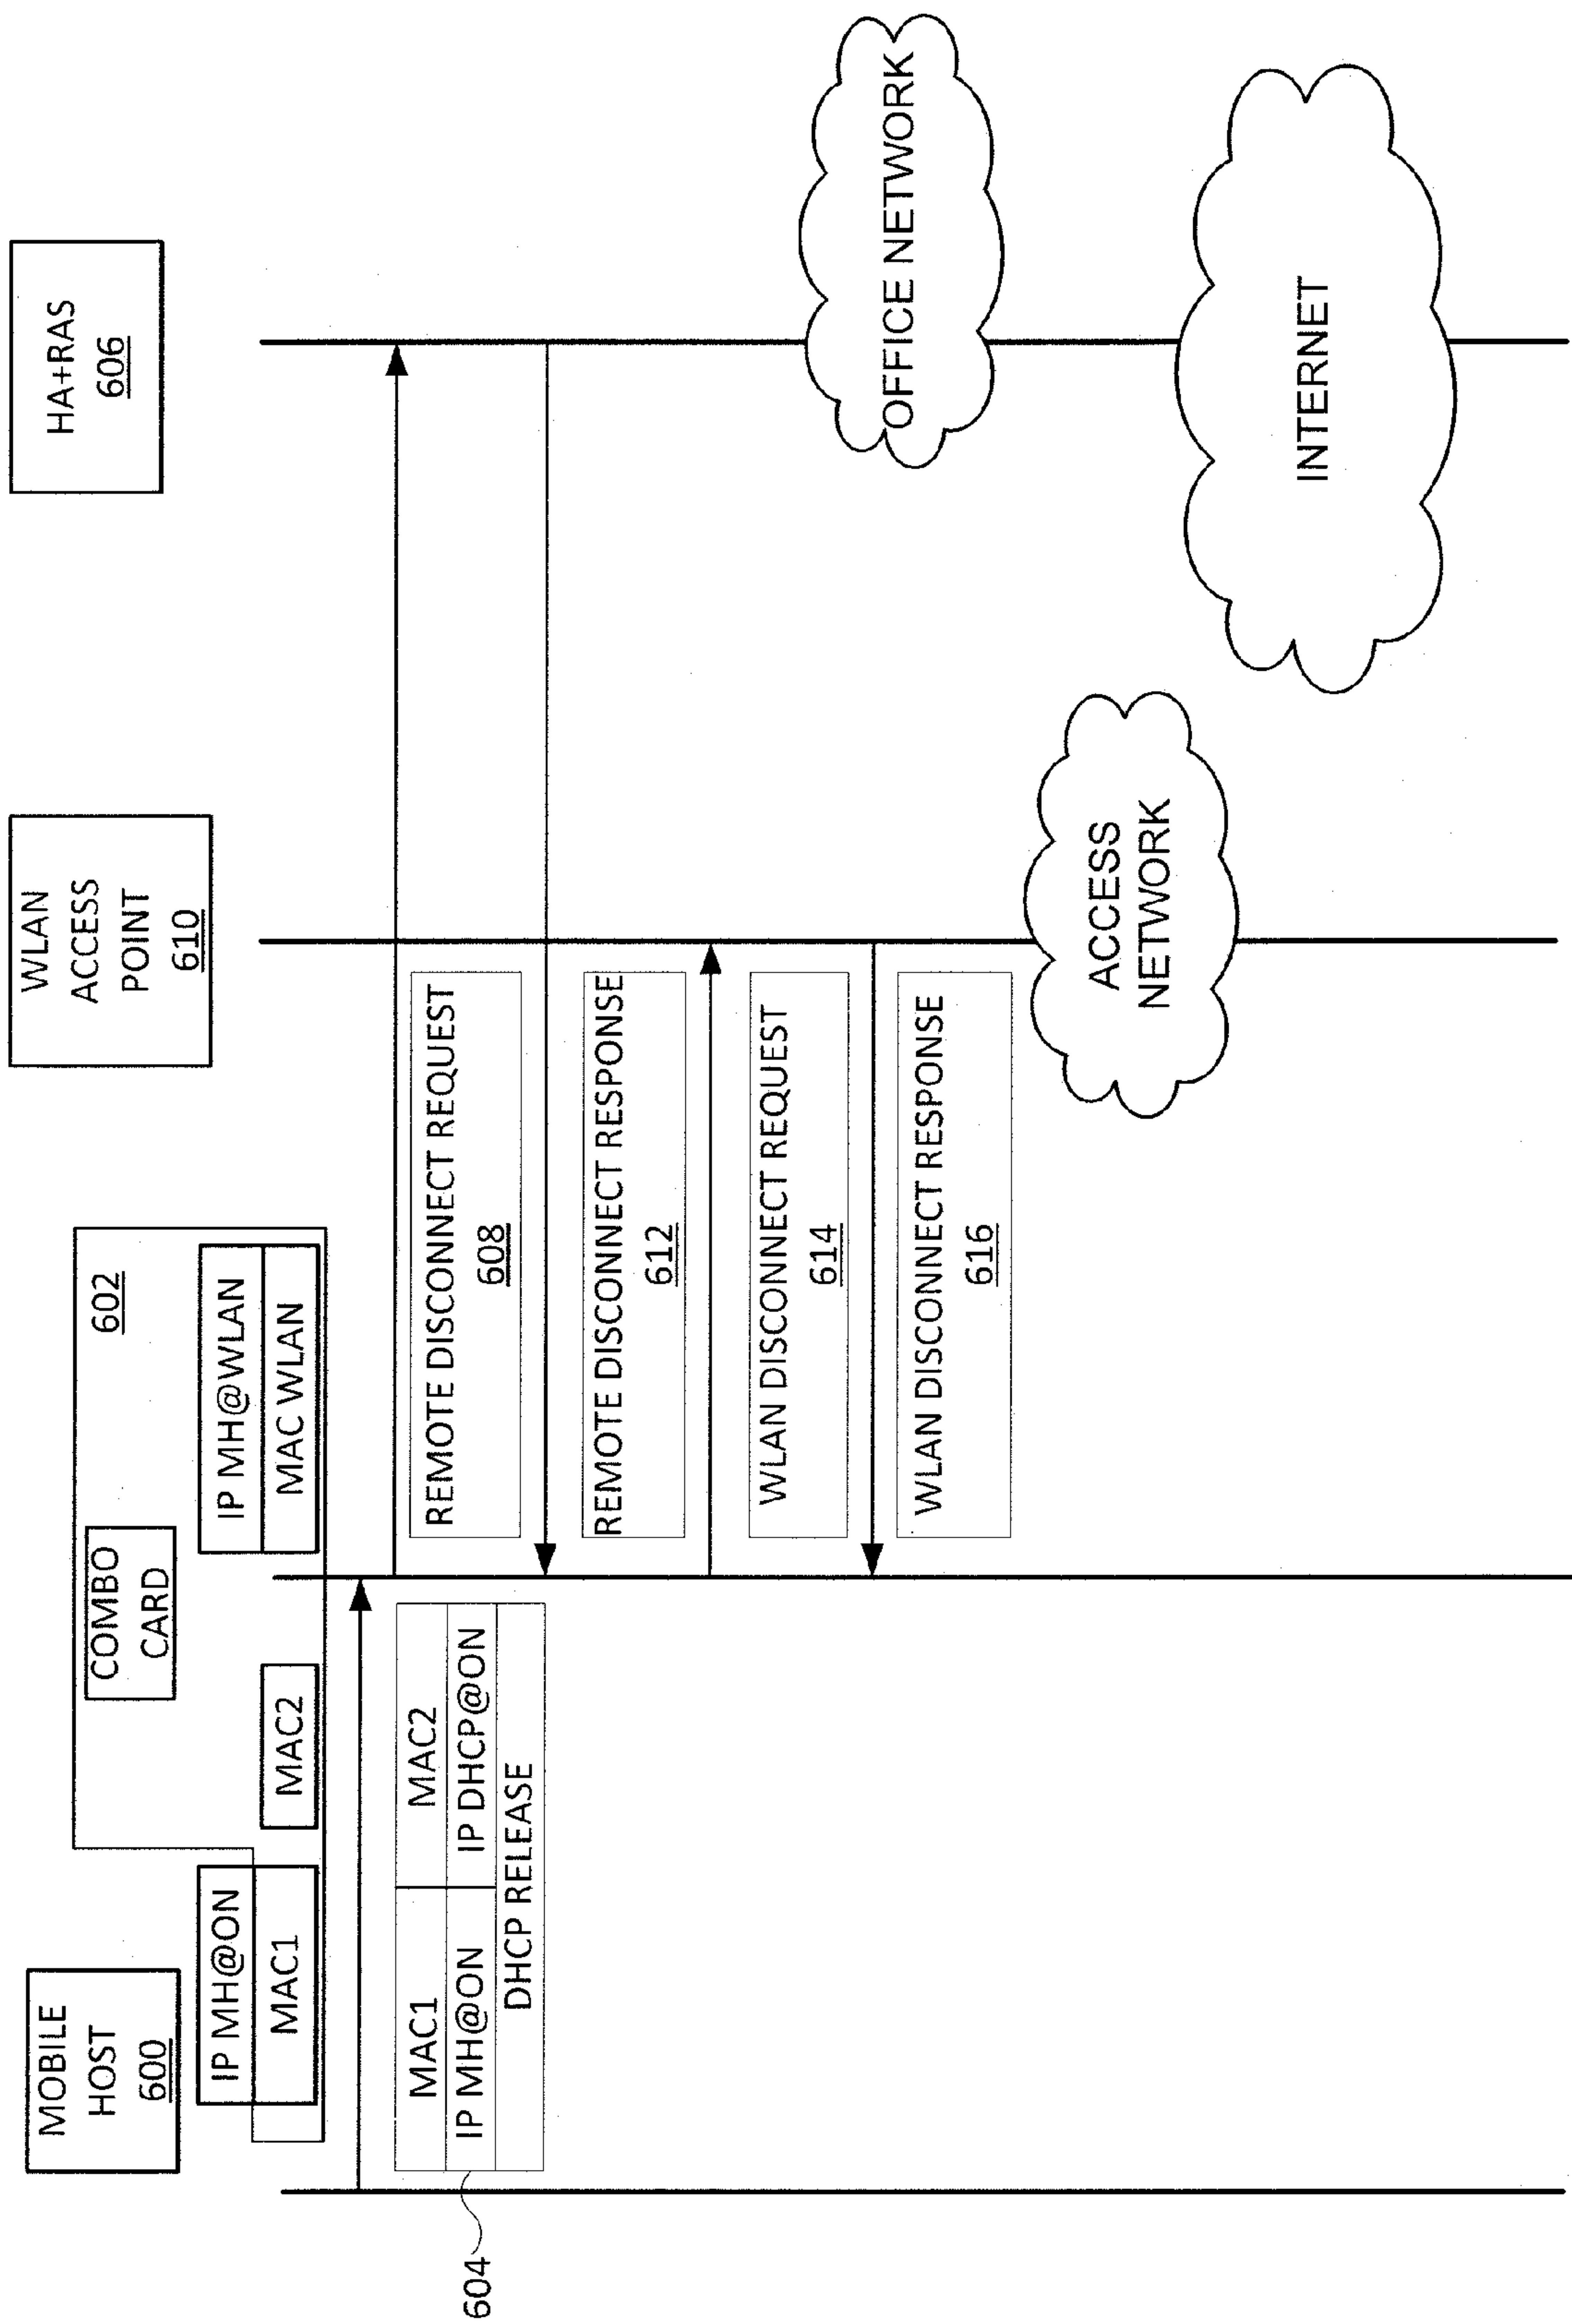 MOBILE
HOST
600
IP MH@ON
MAC1
MAC2
COMBO
CARD
602
IP MH@WLAN
MAC WLAN
WLAN
ACCESS
POINT
610
HA+RAS
606
604
MAC1
MAC2
IP MH@ON
IP DHCP@ON
DHCP RELEASE
REMOTE DISCONNECT REQUEST
608
REMOTE DISCONNECT RESPONSE
612
WLAN DISCONNECT REQUEST
614
WLAN DISCONNECT RESPONSE
616
OFFICE NETWORK
ACCESS
NETWORK
INTERNET